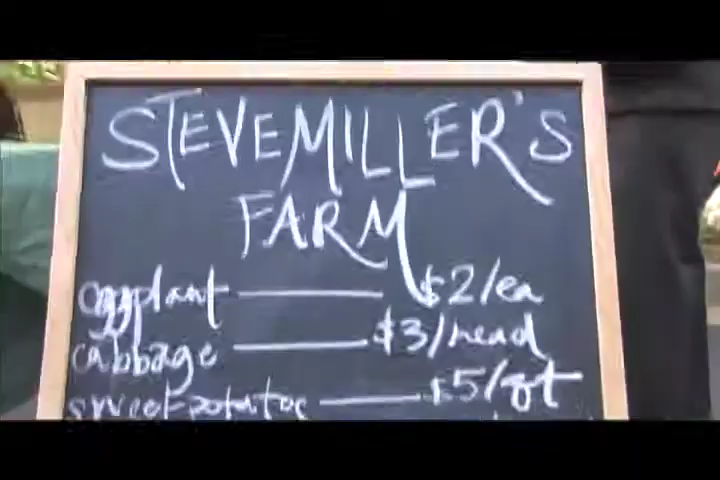 STEVEMILLER'S
FARM
eggplant $2/ea
cabbage $3/head
sweet potatoes $5/qt